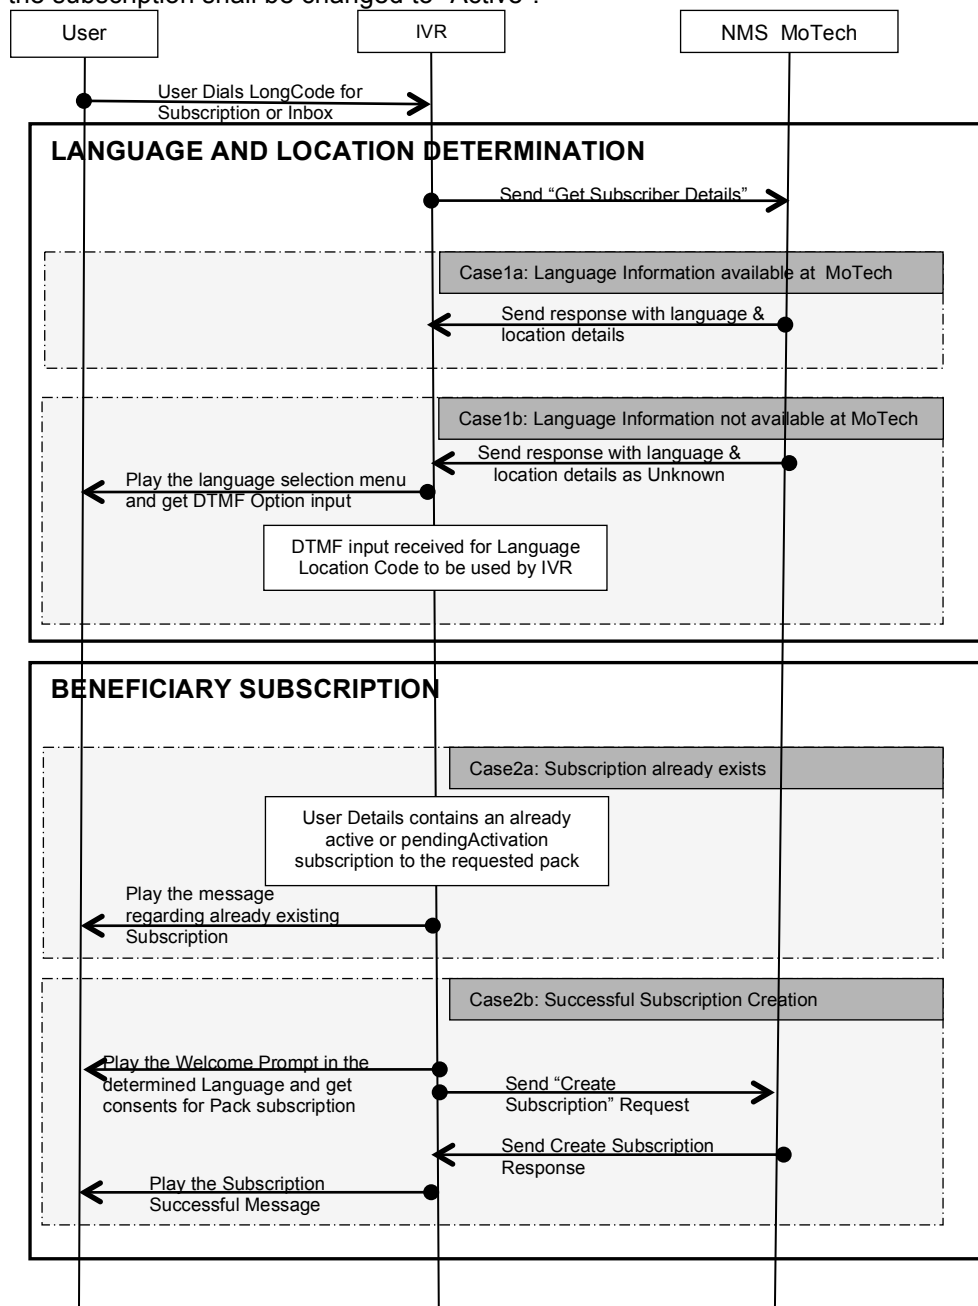 the subscription shall be changed to "Active".
User
IVR
NMS MoTech
User Dials LongCode for
Subscription or Inbox
LANGUAGE AND LOCATION DETERMINATION
Send “Get Subscriber Details”
Case1a: Language Information available at MoTech
Send response with language &
location details
Case1b: Language Information not available at MoTech
Send response with language &
location details as Unknown
Play the language selection menu
and get DTMF Option input
DTMF input received for Language
Location Code to be used by IVR
BENEFICIARY SUBSCRIPTION
Case2a: Subscription already exists
User Details contains an already
active or pendingActivation
subscription to the requested pack
Play the message
regarding already existing
Subscription
Case2b: Successful Subscription Creation
Play the Welcome Prompt in the
determined Language and get
consents for Pack subscription
Send “Create
Subscription” Request
Send Create Subscription
Response
Play the Subscription
Successful Message